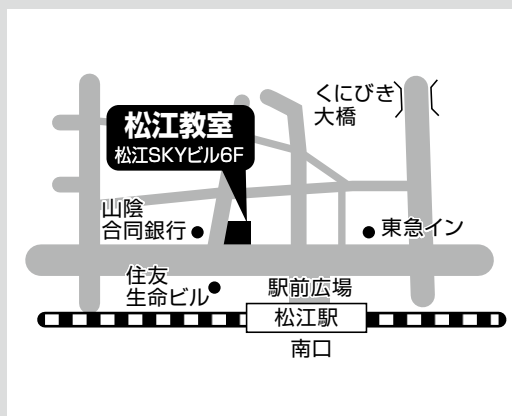 くにびき
大橋
松江教室
松江SKYビル6F
山陰
合同銀行
東急イン
住友
生命ビル
駅前広場
松江駅
南口